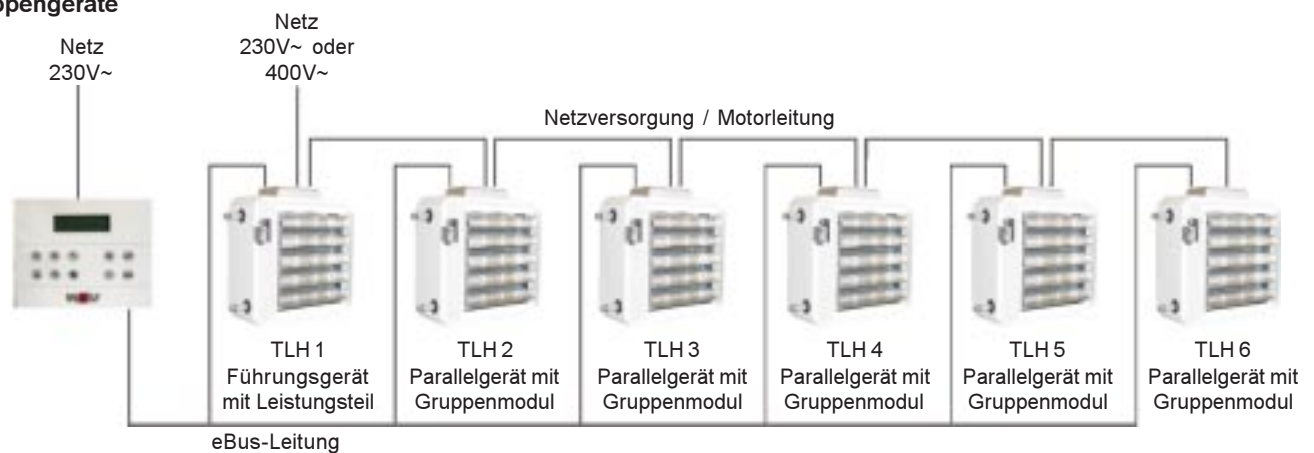 Netz
230V~
Netz
230V~ oder
400V~
Netzversorgung / Motorleitung
TLH 1
Führungsgerät
mit Leistungsteil
TLH 2
Parallelgerät mit
Gruppenmodul
TLH 3
Parallelgerät mit
Gruppenmodul
TLH 4
Parallelgerät mit
Gruppenmodul
TLH 5
Parallelgerät mit
Gruppenmodul
TLH 6
Parallelgerät mit
Gruppenmodul
eBus-Leitung